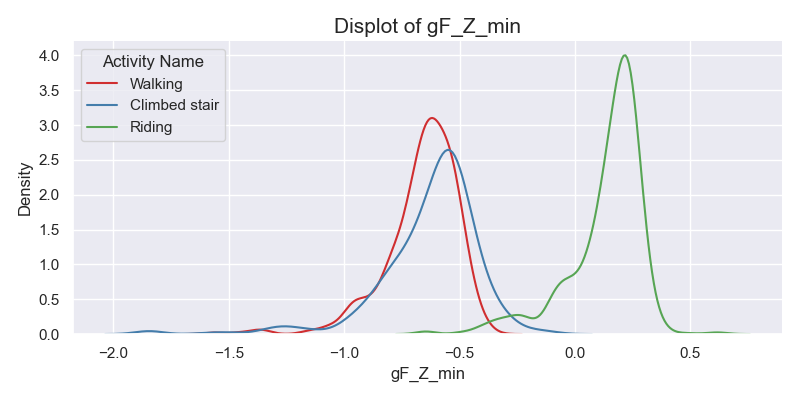 Displot of gF_Z_min
Activity Name
Walking
Climbed stair
Riding
4.0
3.5
3.0
2.5
2.0
1.5
1.0
0.5
0.0
Density
−2.0 −1.5 −1.0 −0.5 0.0 0.5
gF_Z_min